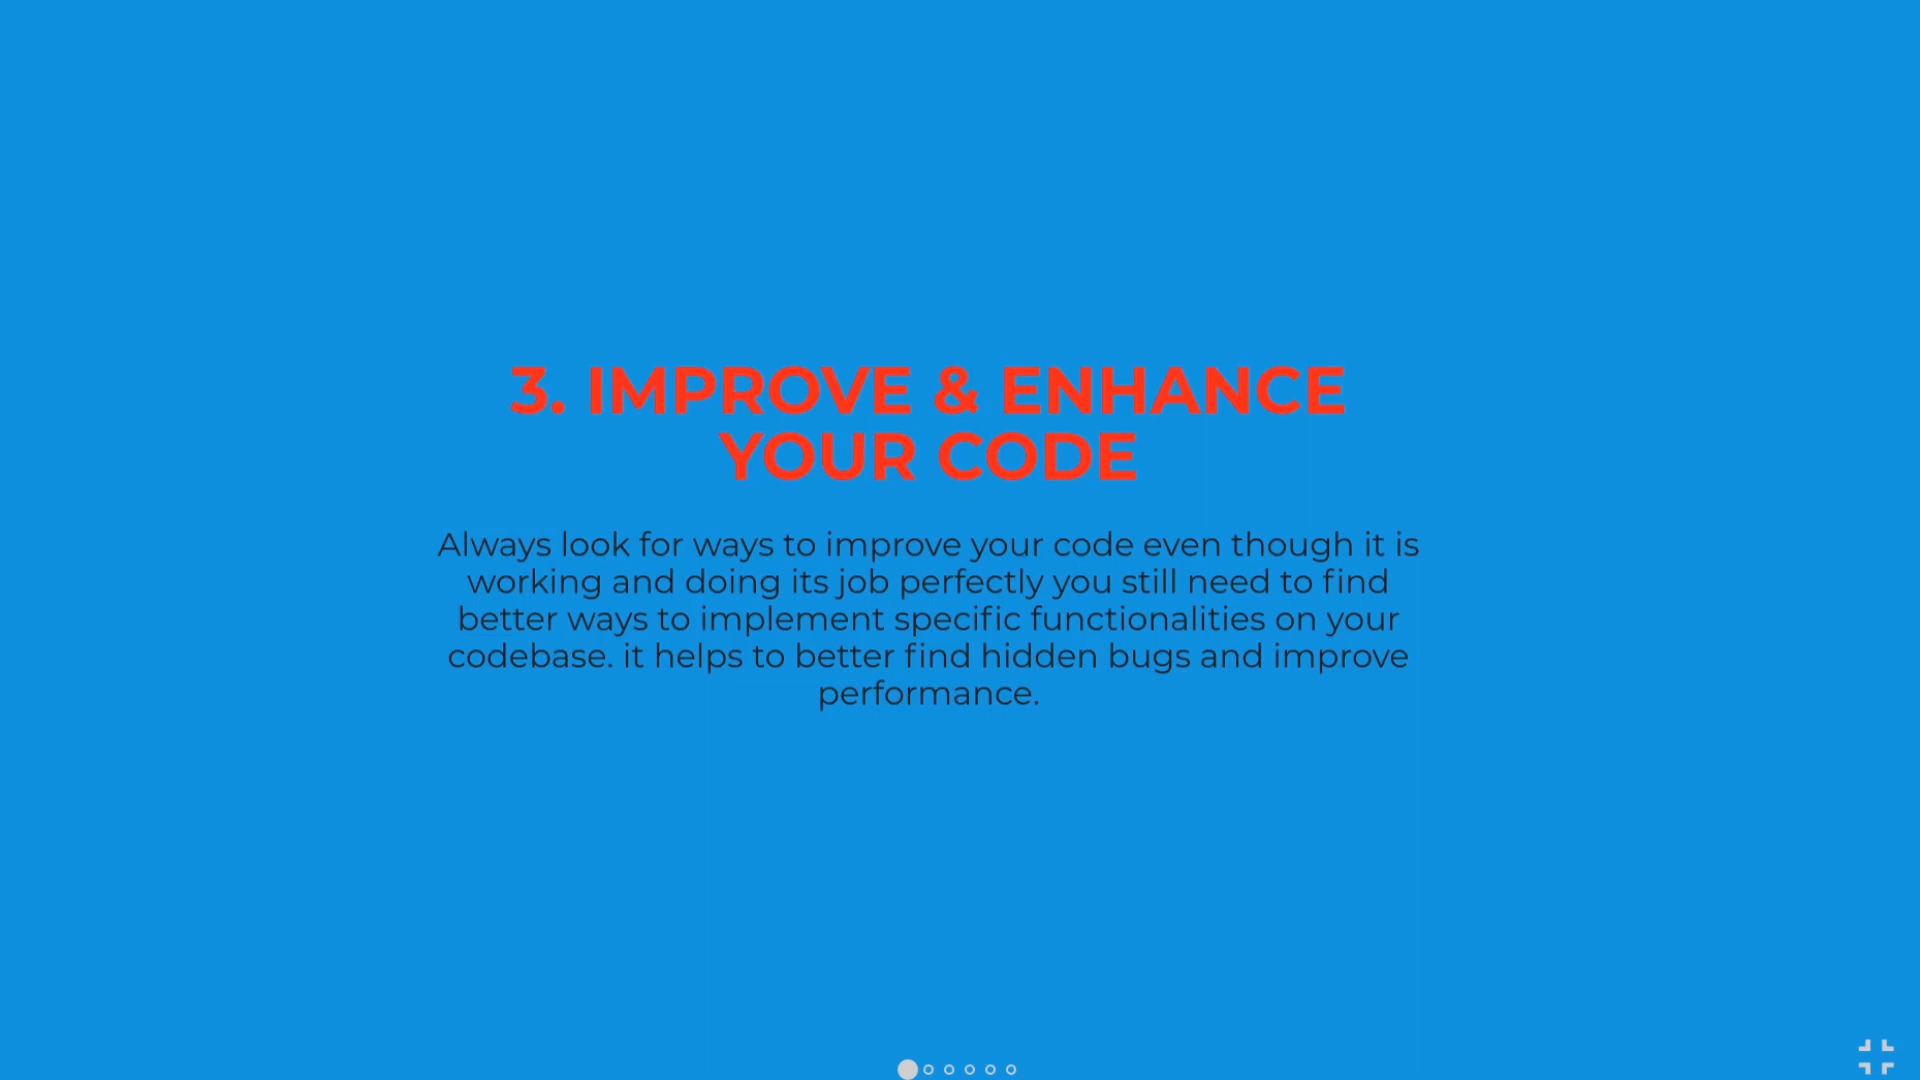 3. IMPROVE & ENHANCE
YOUR CODE
Always look for ways to improve your code even though it is
working and doing its job perfectly you still need to find
better ways to implement specific functionalities on your
codebase. it helps to better find hidden bugs and improve
performance.